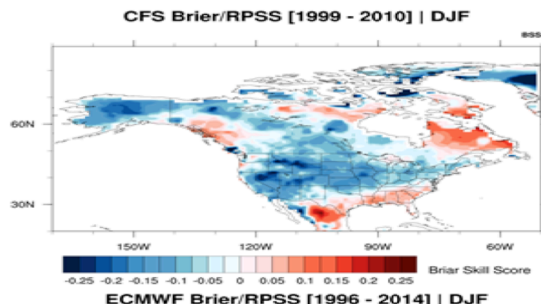 CFS Brier/RPSS [1999 - 2010] | DJF
BSS
60N
30N
150W 120W 90W 60W
-0.25 -0.2 -0.15 -0.1 -0.05 0 0.05 0.1 0.15 0.2 0.25 Briar Skill Score
ECMWF Brier/RPSS [1996 - 2014] | DJF